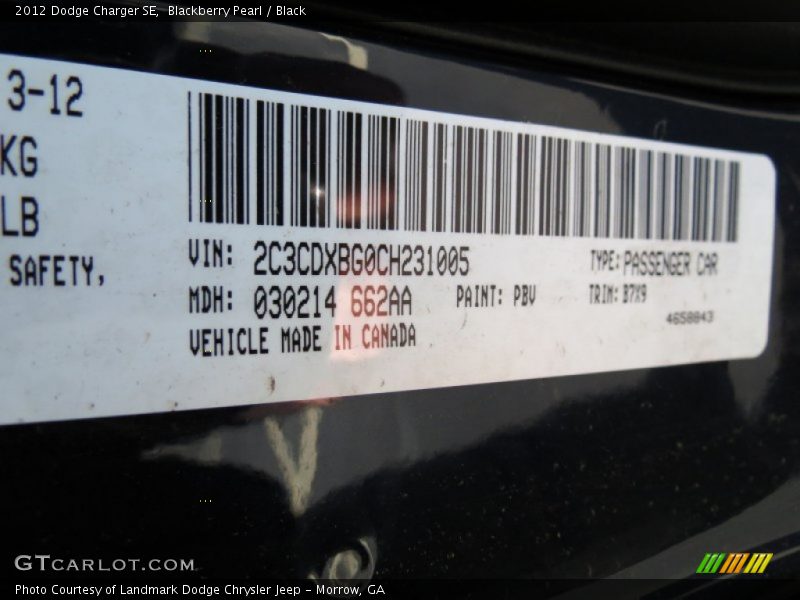 2012 Dodge Charger SE, Blackberry Pearl / Black
3-12
KG
LB
SAFETY,
VIN: 2C3CDXBG0CH231005 TYPE: PASSENGER CAR
MDH: 030214 662AA PAINT: PBV TRIM: B7X9
4658843
VEHICLE MADE IN CANADA
GTCARLOT.COM
Photo Courtesy of Landmark Dodge Chrysler Jeep - Morrow, GA